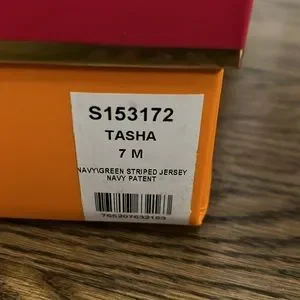 S153172
TASHA
7 M
NAVY\GREEN STRIPED JERSEY
NAVY PATENT